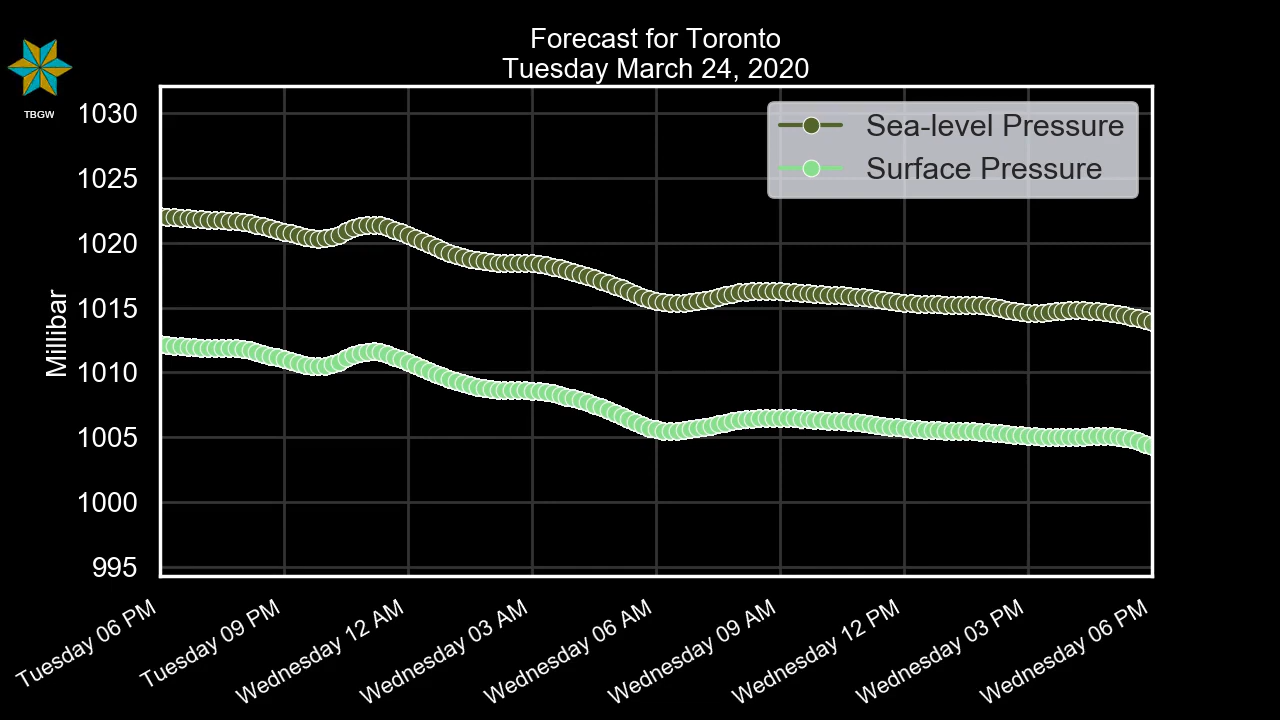 Forecast for Toronto
Tuesday March 24, 2020
TBGW
Sea-level Pressure
Surface Pressure
Millibar
1030
1025
1020
1015
1010
1005
1000
995
Tuesday 06 PM
Tuesday 09 PM
Wednesday 12 AM
Wednesday 03 AM
Wednesday 06 AM
Wednesday 09 AM
Wednesday 12 PM
Wednesday 03 PM
Wednesday 06 PM